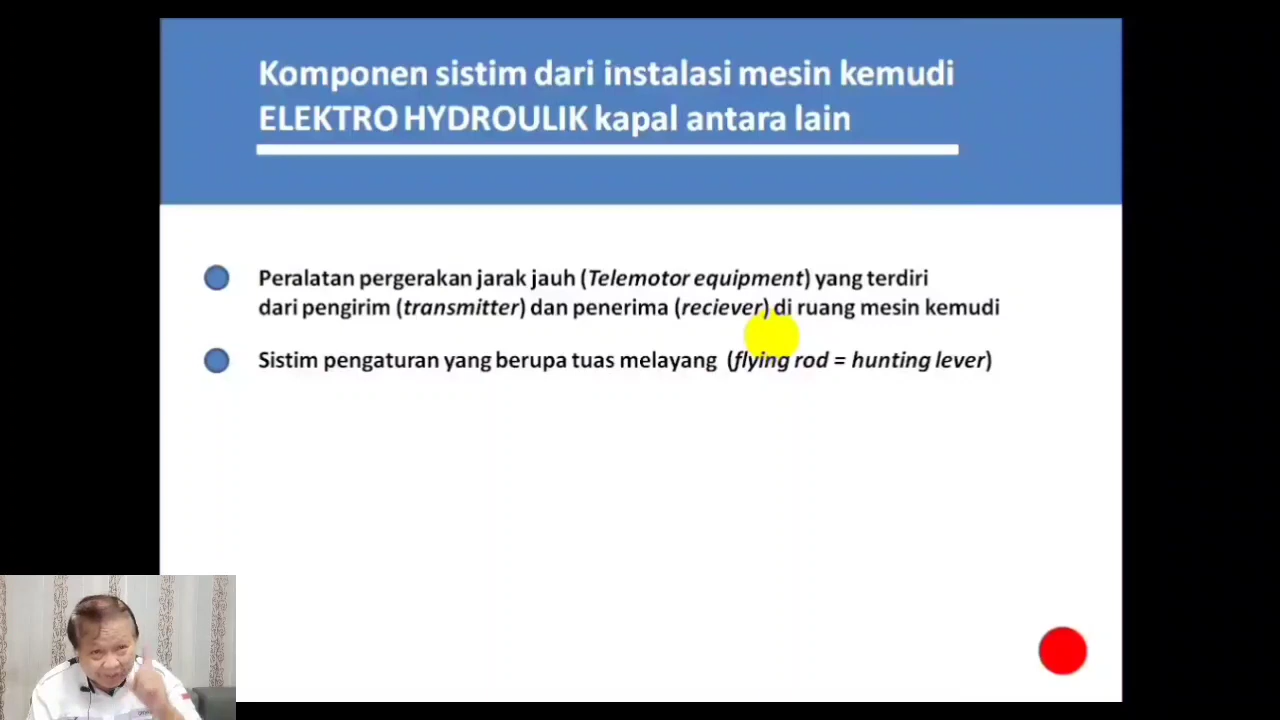 Komponen sistim dari instalasi mesin kemudi
ELEKTRO HYDROULIK kapal antara lain
Peralatan pergerakan jarak jauh (Telemotor equipment) yang terdiri
dari pengirim (transmitter) dan penerima (reciever) di ruang mesin kemudi
Sistim pengaturan yang berupa tuas melayang (flying rod = hunting lever)